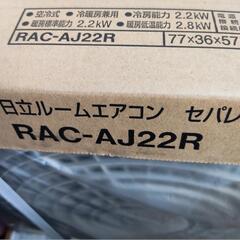 ●空冷式 ●冷暖房兼用 ●冷房能力 2.2kW
●暖房標準能力 2.2kW ●暖房低温能力 2.8kW
電源
RAC-AJ22R 77×36×57
日立ルームエアコン セパレ
RAC-AJ22R